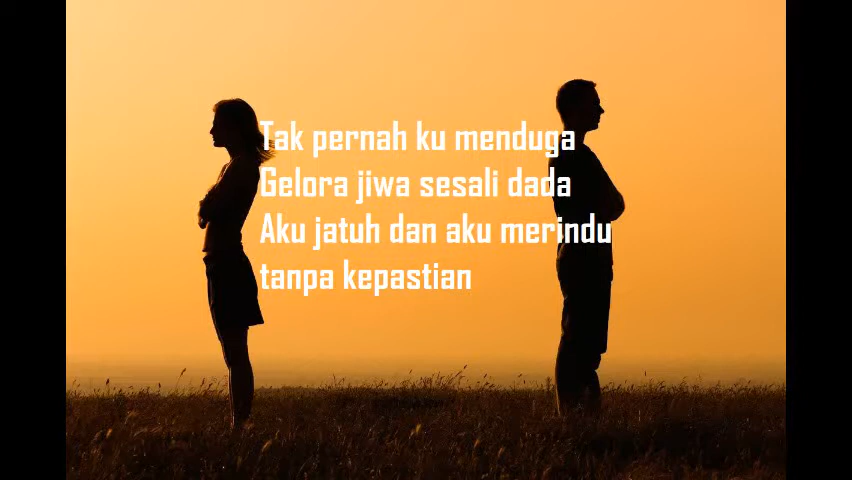 Tak pernah ku menduga
Gelora jiwa sesali dada
Aku jatuh dan aku merindu
tanpa kepastian